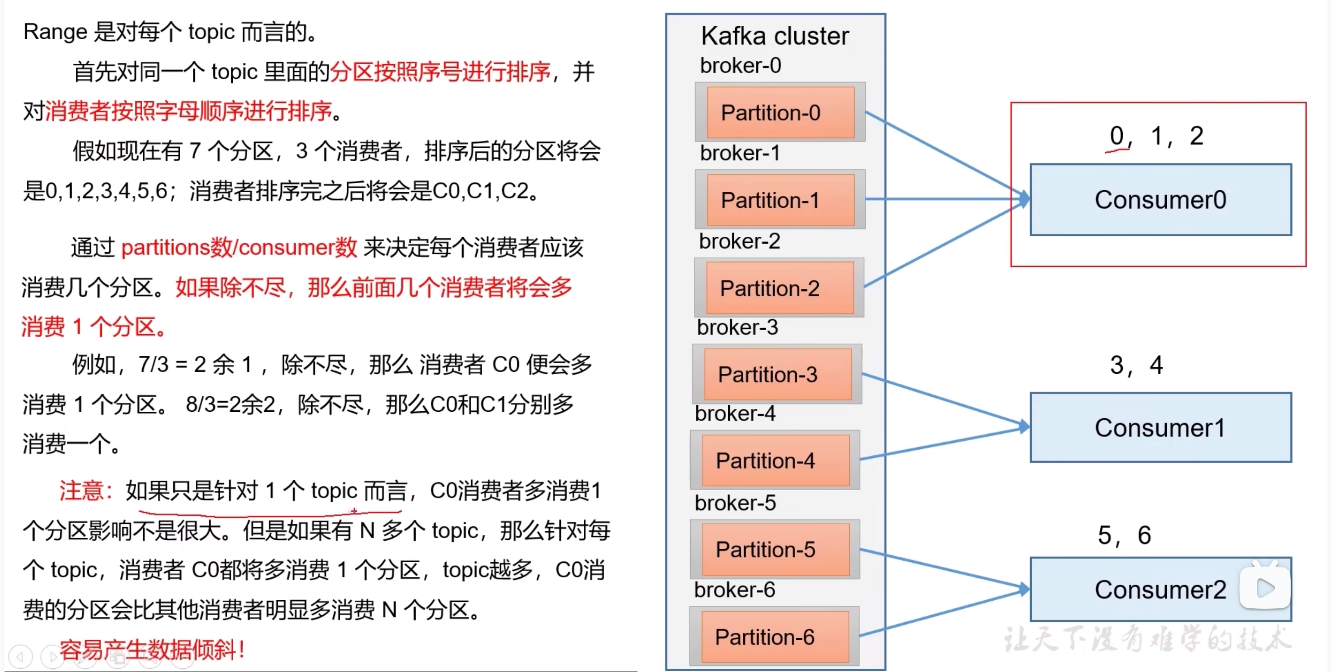 Range 是对每个 topic 而言的。
首先对同一个 topic 里面的分区按照序号进行排序，并
对消费者按照字母顺序进行排序。
假如现在有 7 个分区，3 个消费者，排序后的分区将会
是0,1,2,3,4,5,6；消费者排序完之后将会是C0,C1,C2。
通过 partitions数/consumer数 来决定每个消费者应该
消费几个分区。如果除不尽，那么前面几个消费者将会多
消费 1 个分区。
例如，7/3 = 2 余 1 ，除不尽，那么 消费者 C0 便会多
消费 1 个分区。 8/3=2余2，除不尽，那么C0和C1分别多
消费一个。
注意：如果只是针对 1 个 topic 而言，C0消费者多消费1
个分区影响不是很大。但是如果有 N 多个 topic，那么针对每
个 topic，消费者 C0都将多消费 1 个分区，topic越多，C0消
费的分区会比其他消费者明显多消费 N 个分区。
容易产生数据倾斜！
Kafka cluster
broker-0
Partition-0
broker-1
Partition-1
broker-2
Partition-2
broker-3
Partition-3
broker-4
Partition-4
broker-5
Partition-5
broker-6
Partition-6
0，1，2
Consumer0
3，4
Consumer1
5，6
Consumer2
让天下没有难学的技术